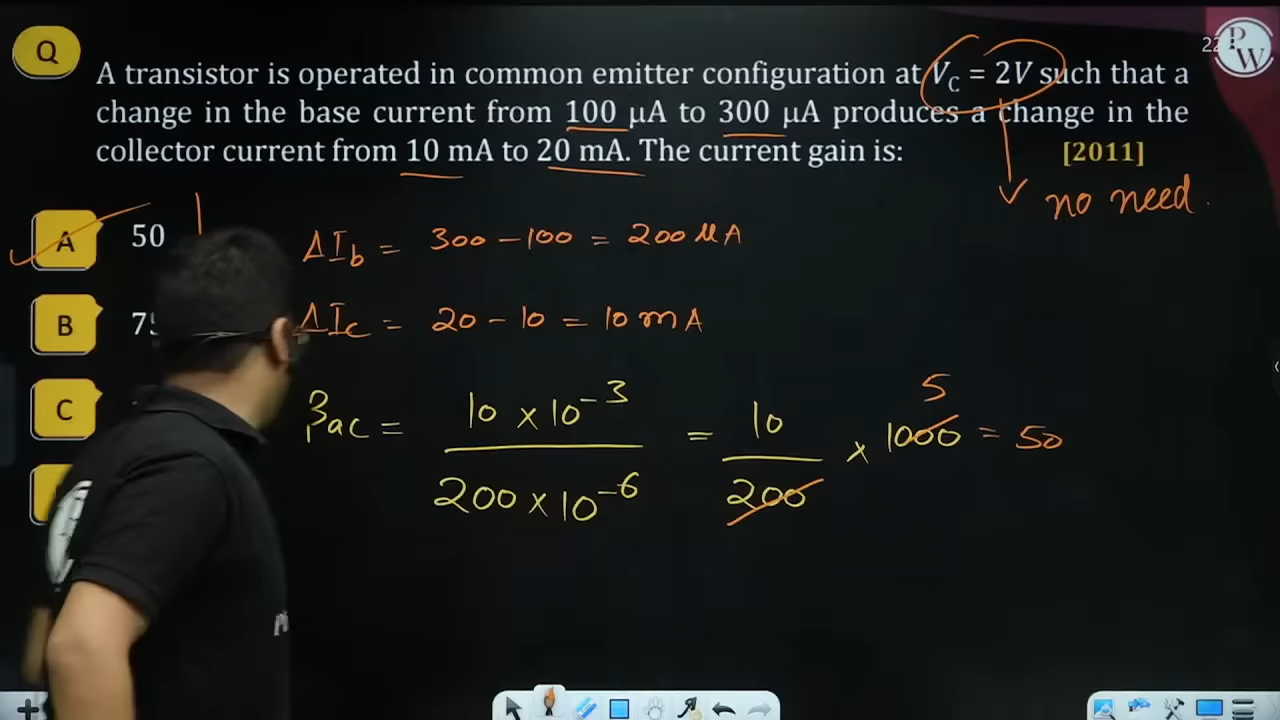 Q
22
PW
A transistor is operated in common emitter configuration at V_C = 2V such that a
change in the base current from 100 μA to 300 μA produces a change in the
collector current from 10 mA to 20 mA. The current gain is:
[2011]
no need.
A 50
ΔI_b = 300 - 100 = 200 μA
B
ΔI_c = 20 - 10 = 10 mA
C
β_ac = 10 × 10^-3 / 200 × 10^-6 = 10 / 200 × 1000 = 50
5